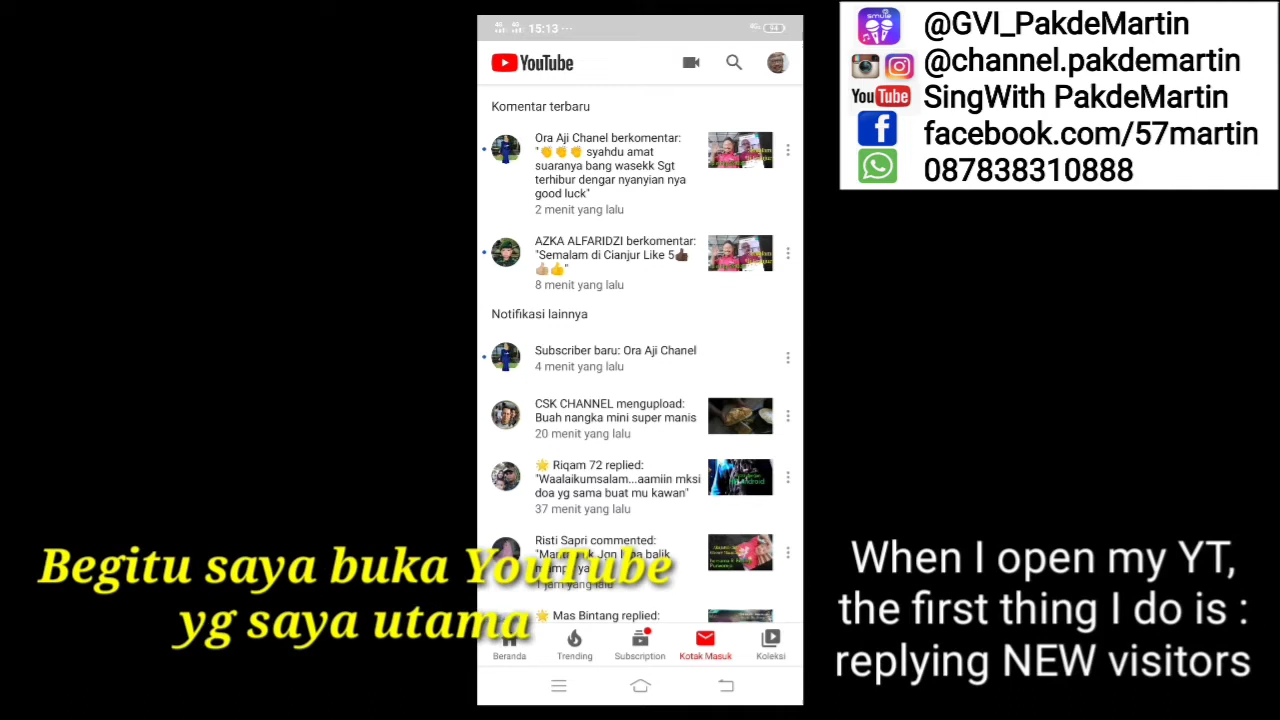 15:13
44
YouTube
Komentar terbaru
Ora Aji Chanel berkomentar:
"👏👏👏 syahdu amat
suaranya bang wasekk Sgt
terhibur dengar nyanyian nya
good luck"
2 menit yang lalu
AZKA ALFARIDZI berkomentar:
"Semalam di Cianjur Like 5👍🏿
👍🏼👍"
8 menit yang lalu
Notifikasi lainnya
Subscriber baru: Ora Aji Chanel
4 menit yang lalu
CSK CHANNEL mengupload:
Buah nangka mini super manis
20 menit yang lalu
🌟 Riqam 72 replied:
"Waalaikumsalam...aamiin mksi
doa yg sama buat mu kawan"
37 menit yang lalu
Risti Sapri commented:
balik
1 jam yang lalu
🌟 Mas Bintang replied:
Beranda
Trending
Subscription
Kotak Masuk
Koleksi
Begitu saya buka YouTube
yg saya utama
smule
@GVI_PakdeMartin
@channel.pakdemartin
YouTube SingWith PakdeMartin
facebook.com/57martin
087838310888
When I open my YT,
the first thing I do is :
replying NEW visitors